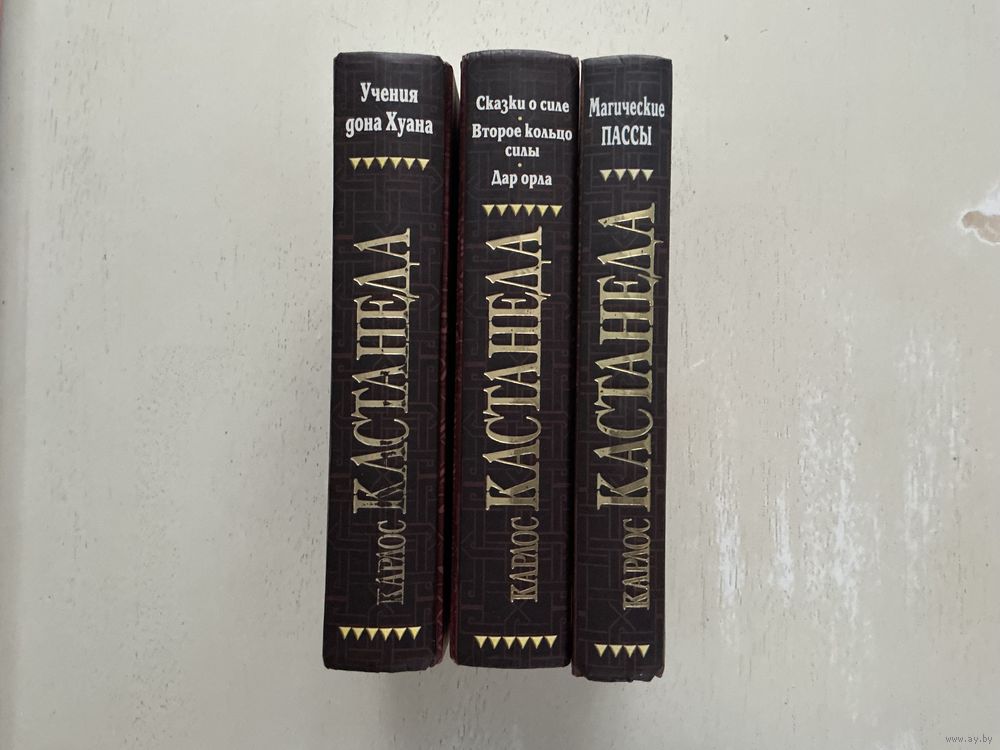 Учения
дона Хуана
КАРЛОС КАСТАНЕДА
Сказки о силе
•
Второе кольцо
силы
•
Дар орла
КАРЛОС КАСТАНЕДА
Магические
ПАССЫ
КАРЛОС КАСТАНЕДА
www.ay.by